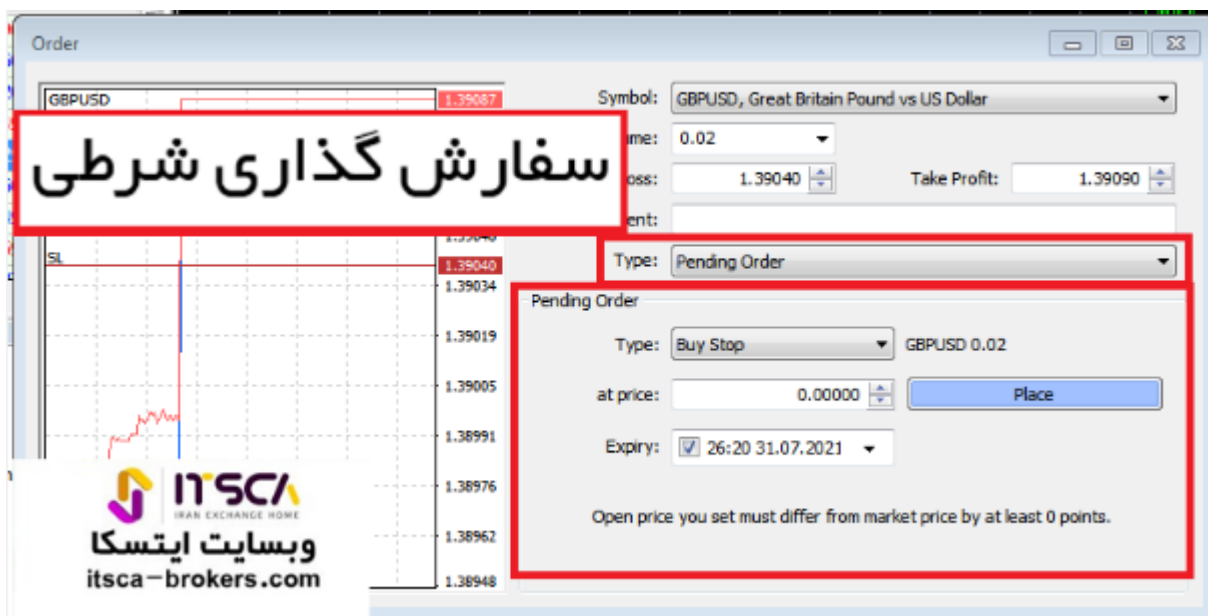 Order
GBPUSD
1.39087
Symbol: GBPUSD, Great Britain Pound vs US Dollar
سفارش گذاری شرطی
ume: 0.02
oss: 1.39040 Take Profit: 1.39090
ent:
SL
1.39040
Type: Pending Order
1.39034
Pending Order
1.39019
Type: Buy Stop GBPUSD 0.02
1.39005
at price: 0.00000 Place
1.38991
Expiry: 26:20 31.07.2021
1.38976
Open price you set must differ from market price by at least 0 points.
1.38962
1.38948
ITSCA
IRAN EXCHANGE HOME
وبسایت ایتسکا
itsca-brokers.com